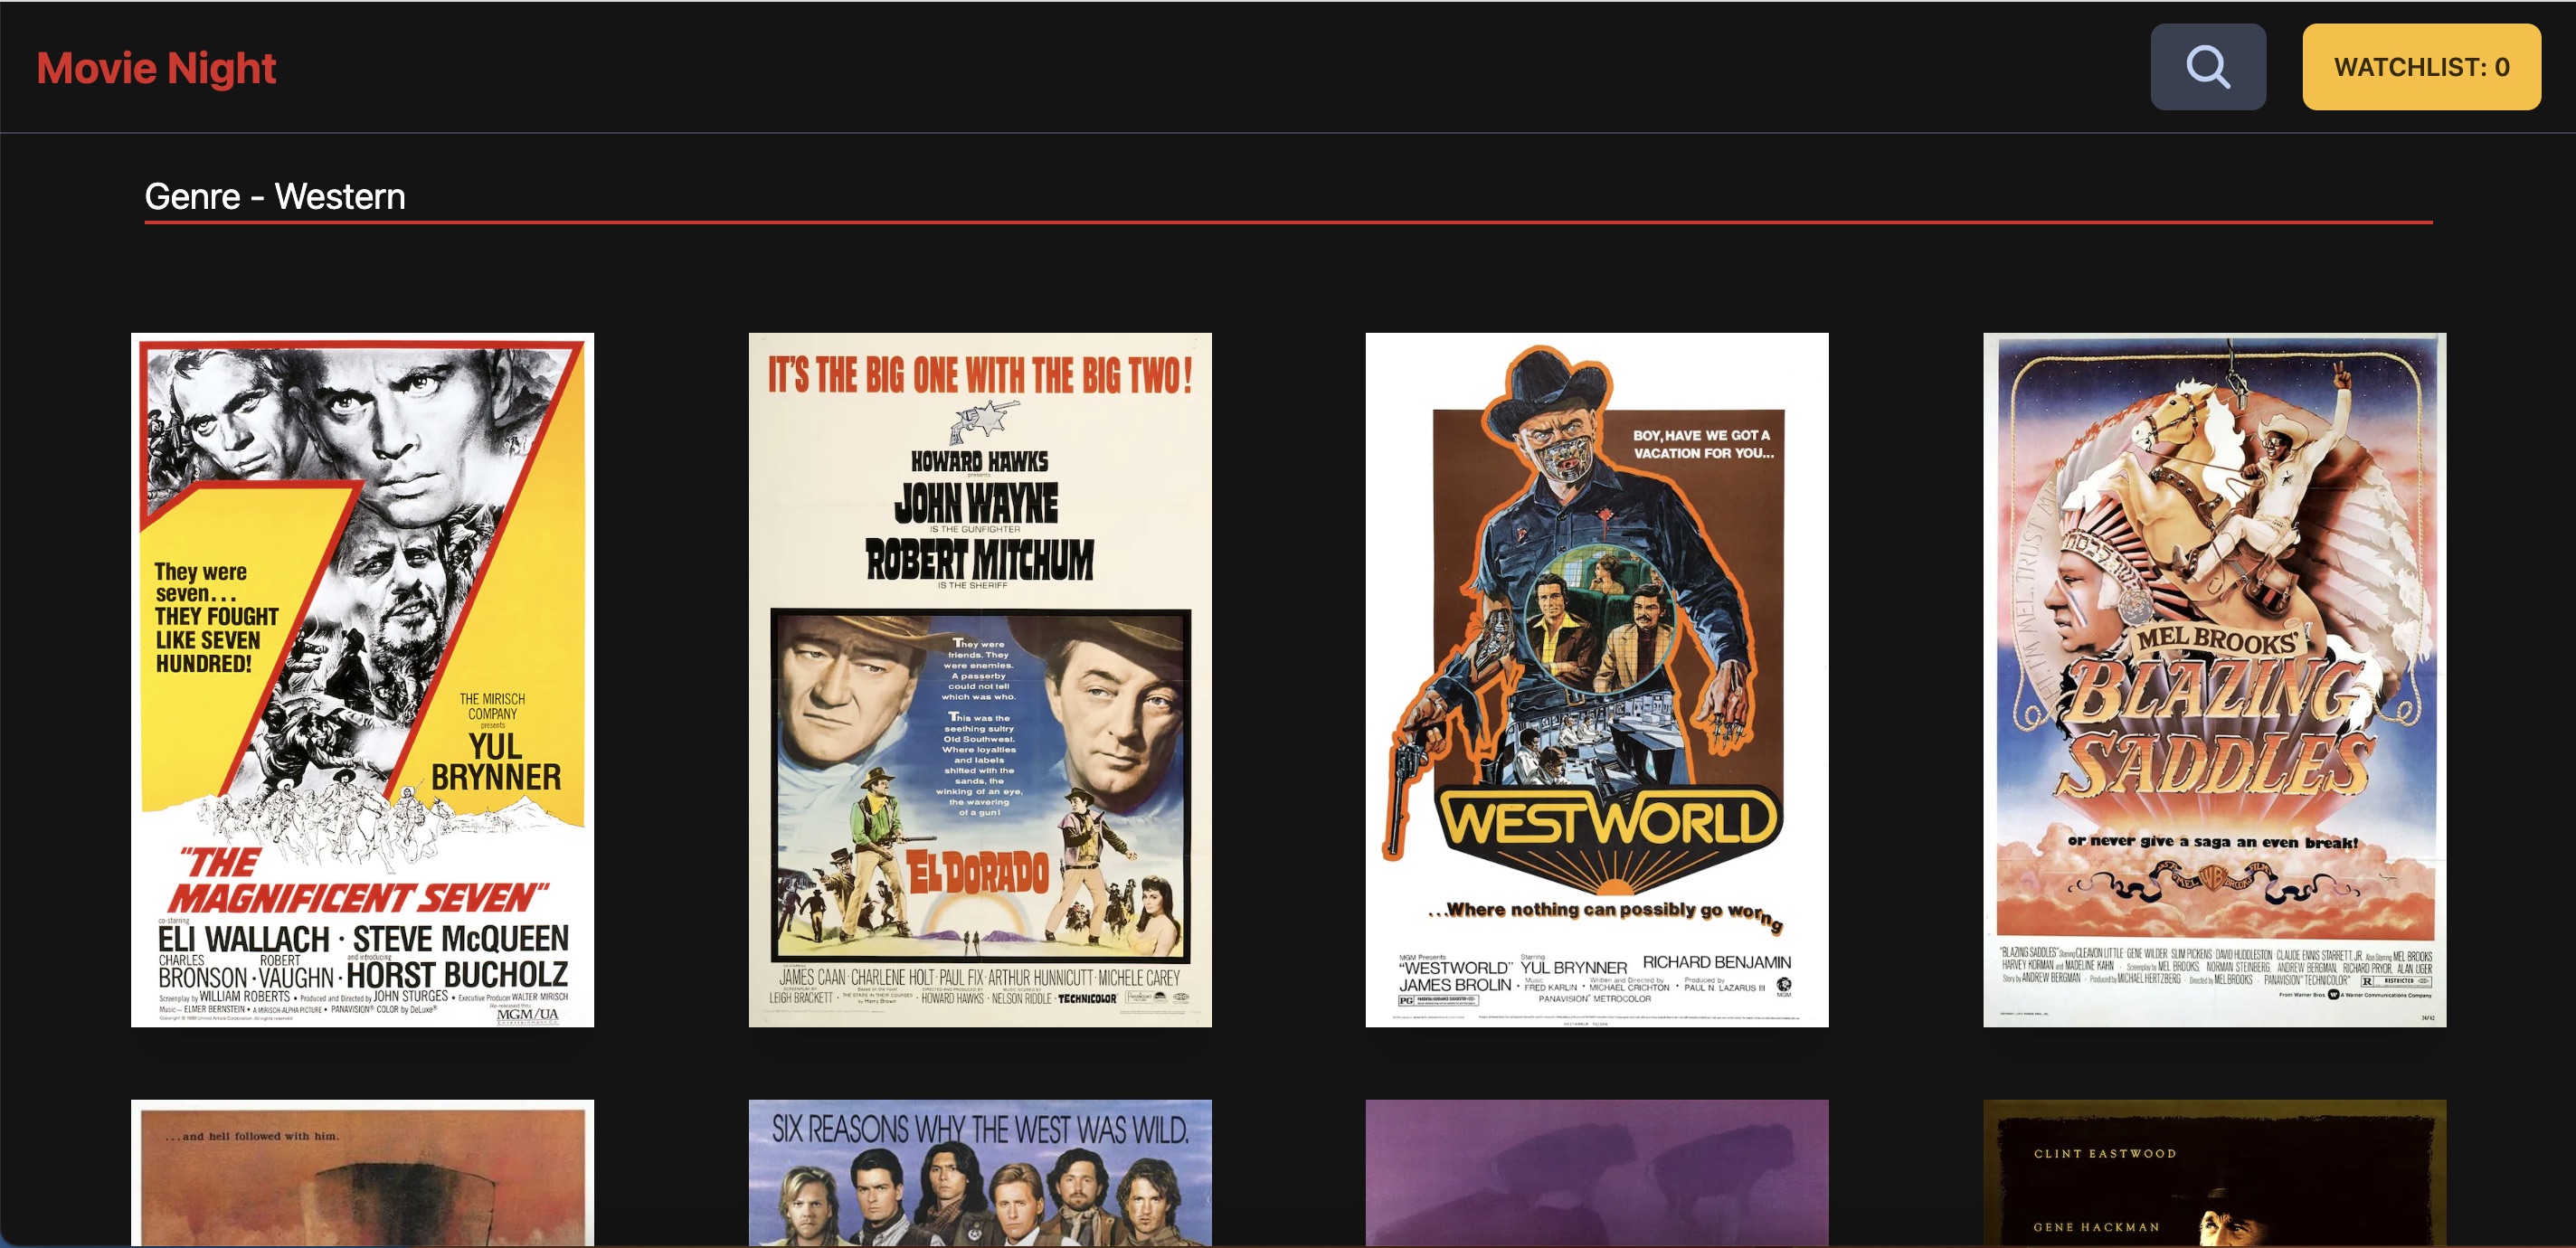 Movie Night
WATCHLIST: 0
Genre - Western
They were
seven...
THEY FOUGHT
LIKE SEVEN
HUNDRED!
THE MIRISCH
COMPANY
presents
YUL
BRYNNER
"THE
MAGNIFICENT SEVEN"
co-starring
ELI WALLACH · STEVE McQUEEN
CHARLES ROBERT and introducing
BRONSON · VAUGHN · HORST BUCHOLZ
Screenplay by WILLIAM ROBERTS • Produced and Directed by JOHN STURGES • Executive Producer WALTER MIRISCH
Music — ELMER BERNSTEIN • A MIRISCH-ALPHA PICTURE • PANAVISION® COLOR by DeLuxe®
MGM/UA
IT'S THE BIG ONE WITH THE BIG TWO!
HOWARD HAWKS
presents
JOHN WAYNE
IS THE GUNFIGHTER
ROBERT MITCHUM
IS THE SHERIFF
They were
friends. They
were enemies.
A passerby
could not tell
which was who.
This was the
seething sultry
Old Southwest.
Where loyalties
and labels
shifted with the
sands, the
winking of an eye,
the wavering
of a gun!
EL DORADO
JAMES CAAN · CHARLENE HOLT · PAUL FIX · ARTHUR HUNNICUTT · MICHELE CAREY
LEIGH BRACKETT · HOWARD HAWKS · NELSON RIDDLE · TECHNICOLOR®
BOY, HAVE WE GOT A
VACATION FOR YOU...
WESTWORLD
...Where nothing can possibly go worng
MGM Presents
"WESTWORLD" Starring YUL BRYNNER RICHARD BENJAMIN
JAMES BROLIN · Music FRED KARLIN · Written and Directed by MICHAEL CRICHTON · Produced by PAUL N. LAZARUS III
PG PANAVISION® METROCOLOR MGM
MEL BROOKS'
BLAZING
SADDLES
or never give a saga an even break!
"BLAZING SADDLES" Starring CLEAVON LITTLE · GENE WILDER · SLIM PICKENS · DAVID HUDDLESTON · CLAUDE ENNIS STARRETT, JR. Also Starring MEL BROOKS
HARVEY KORMAN and MADELINE KAHN · Screenplay by MEL BROOKS, NORMAN STEINBERG, ANDREW BERGMAN, RICHARD PRYOR, ALAN UGER
Story by ANDREW BERGMAN · Produced by MICHAEL HERTZBERG · Directed by MEL BROOKS · PANAVISION® TECHNICOLOR® R RESTRICTED
From Warner Bros. A Warner Communications Company
...and hell followed with him.
SIX REASONS WHY THE WEST WAS WILD.
CLINT EASTWOOD
GENE HACKMAN